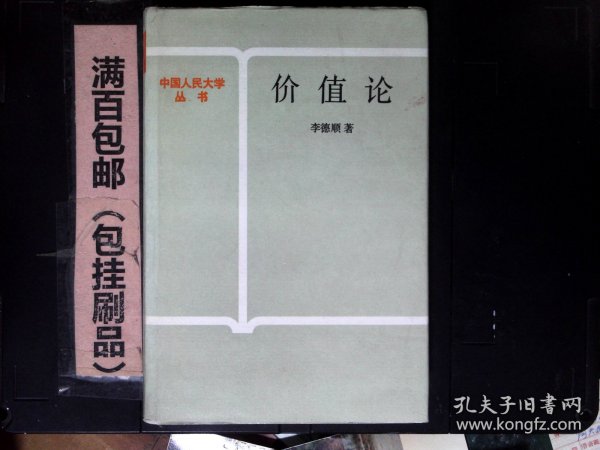 满百包邮（包挂刷品）
中国人民大学
丛书
价值论
李德顺 著
孔夫子旧书网
www.kongfz.com